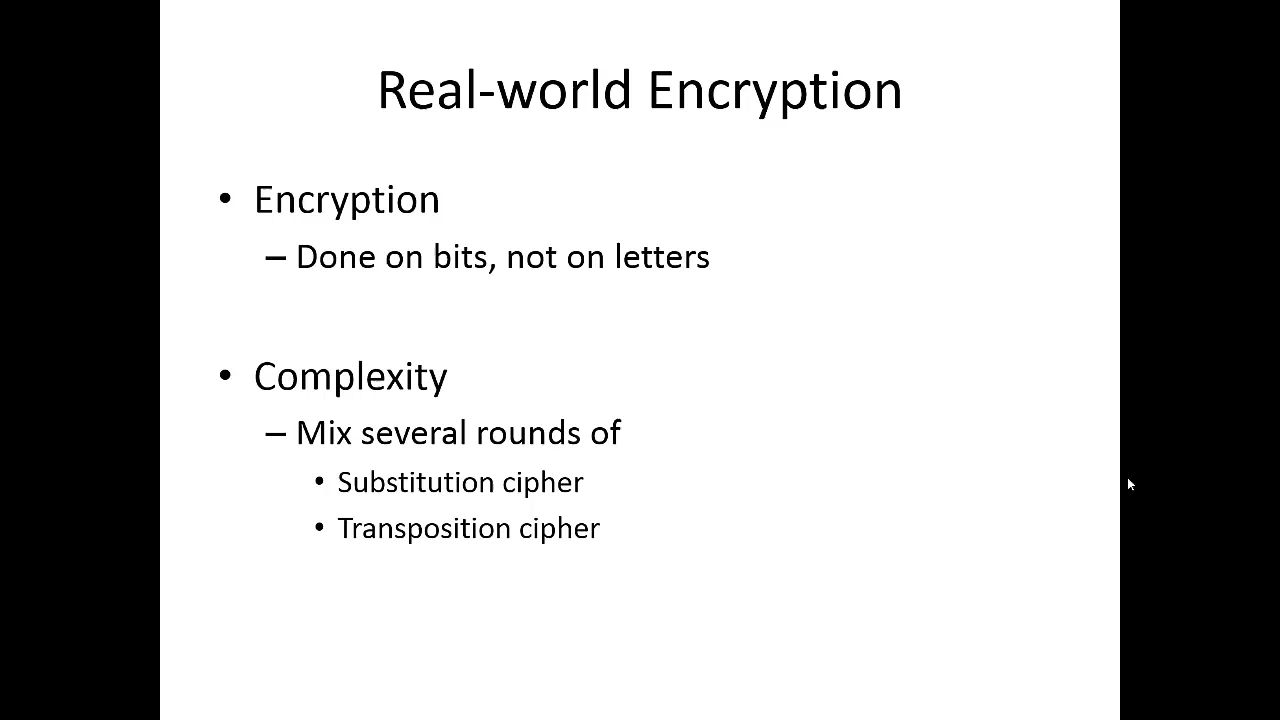 Real-world Encryption
• Encryption
– Done on bits, not on letters
• Complexity
– Mix several rounds of
• Substitution cipher
• Transposition cipher